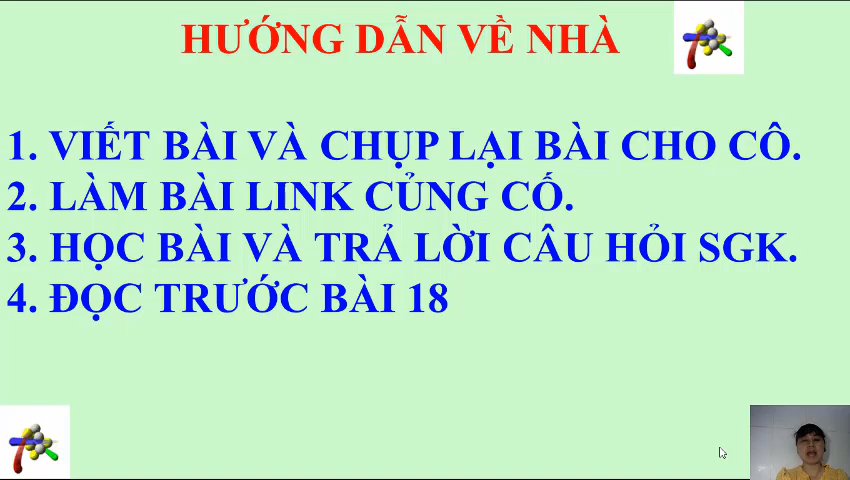 HƯỚNG DẪN VỀ NHÀ
1. VIẾT BÀI VÀ CHỤP LẠI BÀI CHO CÔ.
2. LÀM BÀI LINK CỦNG CỐ.
3. HỌC BÀI VÀ TRẢ LỜI CÂU HỎI SGK.
4. ĐỌC TRƯỚC BÀI 18